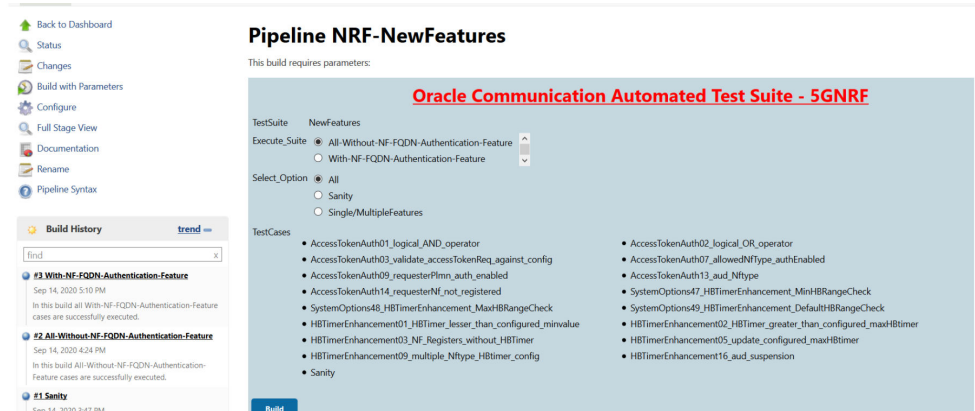 Back to Dashboard
Status
Changes
Build with Parameters
Configure
Full Stage View
Documentation
Rename
Pipeline Syntax
Build History
trend
find
x
#3 With-NF-FQDN-Authentication-Feature
Sep 14, 2020 5:10 PM
In this build all With-NF-FQDN-Authentication-Feature
cases are successfully executed.
#2 All-Without-NF-FQDN-Authentication-Feature
Sep 14, 2020 4:24 PM
In this build All-Without-NF-FQDN-Authentication-
Feature cases are successfully executed.
#1 Sanity
Sep 14, 2020 3:47 PM
Pipeline NRF-NewFeatures
This build requires parameters:
Oracle Communication Automated Test Suite - 5GNRF
TestSuite NewFeatures
Execute_Suite All-Without-NF-FQDN-Authentication-Feature
With-NF-FQDN-Authentication-Feature
Select_Option All
Sanity
Single/MultipleFeatures
TestCases
AccessTokenAuth01_logical_AND_operator AccessTokenAuth02_logical_OR_operator
AccessTokenAuth03_validate_accessTokenReq_against_config AccessTokenAuth07_allowedNfType_authEnabled
AccessTokenAuth09_requesterPlmn_auth_enabled AccessTokenAuth13_aud_Nftype
AccessTokenAuth14_requesterNf_not_registered SystemOptions47_HBTimerEnhancement_MinHBRangeCheck
SystemOptions48_HBTimerEnhancement_MaxHBRangeCheck SystemOptions49_HBTimerEnhancement_DefaultHBRangeCheck
HBTimerEnhancement01_HBTimer_lesser_than_configured_minvalue HBTimerEnhancement02_HBTimer_greater_than_configured_maxHBtimer
HBTimerEnhancement03_NF_Registers_without_HBTimer HBTimerEnhancement05_update_configured_maxHBtimer
HBTimerEnhancement09_multiple_Nftype_HBtimer_config HBTimerEnhancement16_aud_suspension
Sanity
Build